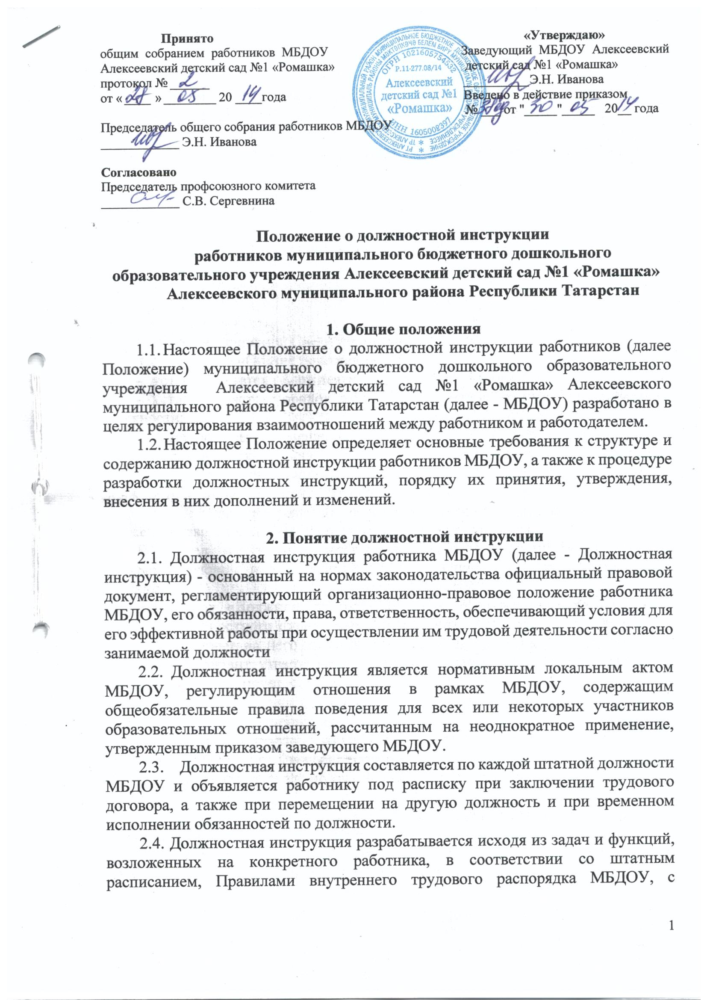 Принято
общим собранием работников МБДОУ
Алексеевский детский сад №1 «Ромашка»
протокол № 2
от « 28 » 05 20 14 года
Председатель общего собрания работников МБДОУ
Э.Н. Иванова
Согласовано
Председатель профсоюзного комитета
С.В. Сергевнина
«Утверждаю»
Заведующий МБДОУ Алексеевский
детский сад №1 «Ромашка»
Э.Н. Иванова
Введено в действие приказом
№ от " 30 " 05 20 14 года
ОГРН 1021605754532
Р.11-277.08/14
Алексеевский
детский сад №1
«Ромашка»
ИНН 1605002397
Положение о должностной инструкции
работников муниципального бюджетного дошкольного
образовательного учреждения Алексеевский детский сад №1 «Ромашка»
Алексеевского муниципального района Республики Татарстан
1. Общие положения
1.1. Настоящее Положение о должностной инструкции работников (далее
Положение) муниципального бюджетного дошкольного образовательного
учреждения Алексеевский детский сад №1 «Ромашка» Алексеевского
муниципального района Республики Татарстан (далее - МБДОУ) разработано в
целях регулирования взаимоотношений между работником и работодателем.
1.2. Настоящее Положение определяет основные требования к структуре и
содержанию должностной инструкции работников МБДОУ, а также к процедуре
разработки должностных инструкций, порядку их принятия, утверждения,
внесения в них дополнений и изменений.
2. Понятие должностной инструкции
2.1. Должностная инструкция работника МБДОУ (далее - Должностная
инструкция) - основанный на нормах законодательства официальный правовой
документ, регламентирующий организационно-правовое положение работника
МБДОУ, его обязанности, права, ответственность, обеспечивающий условия для
его эффективной работы при осуществлении им трудовой деятельности согласно
занимаемой должности
2.2. Должностная инструкция является нормативным локальным актом
МБДОУ, регулирующим отношения в рамках МБДОУ, содержащим
общеобязательные правила поведения для всех или некоторых участников
образовательных отношений, рассчитанным на неоднократное применение,
утвержденным приказом заведующего МБДОУ.
2.3. Должностная инструкция составляется по каждой штатной должности
МБДОУ и объявляется работнику под расписку при заключении трудового
договора, а также при перемещении на другую должность и при временном
исполнении обязанностей по должности.
2.4. Должностная инструкция разрабатывается исходя из задач и функций,
возложенных на конкретного работника, в соответствии со штатным
расписанием, Правилами внутреннего трудового распорядка МБДОУ, с
1